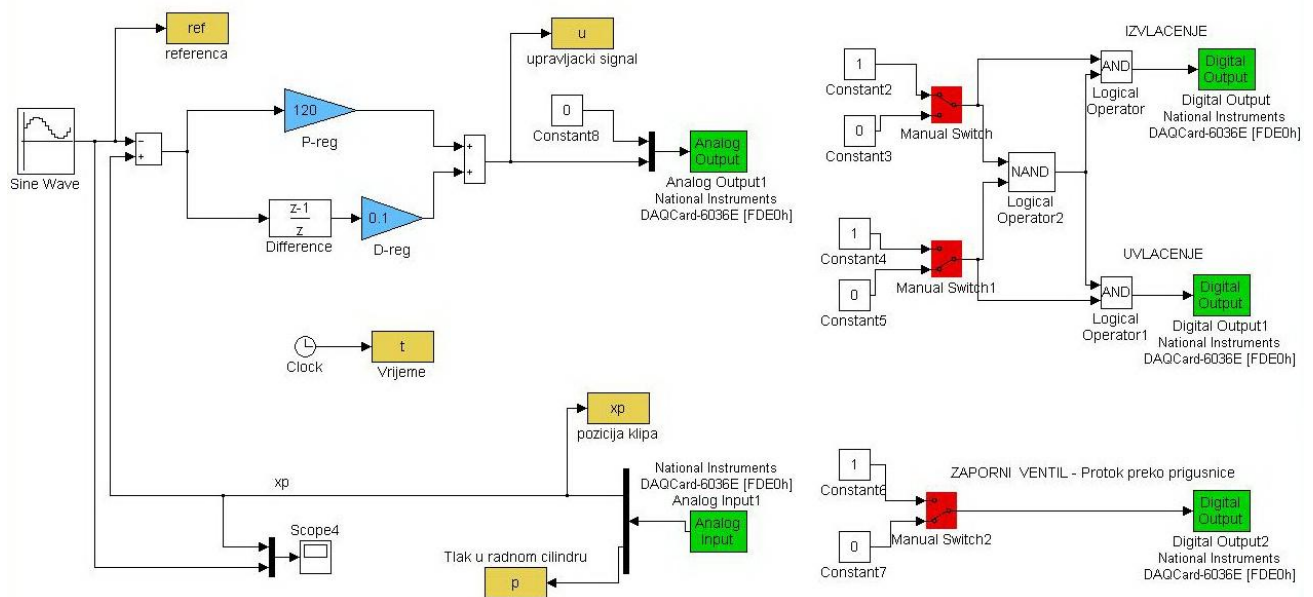 ref
referenca
Sine Wave
−
+
120
P-reg
z-1
z
Difference
0.1
D-reg
+
+
u
upravljacki signal
0
Constant8
Analog
Output
Analog Output1
National Instruments
DAQCard-6036E [FDE0h]
Clock
t
Vrijeme
xp
pozicija klipa
xp
National Instruments
DAQCard-6036E [FDE0h]
Analog Input1
Analog
Input
Scope4
Tlak u radnom cilindru
p
IZVLACENJE
1
Constant2
0
Constant3
Manual Switch
AND
Logical
Operator
Digital
Output
Digital Output
National Instruments
DAQCard-6036E [FDE0h]
NAND
Logical
Operator2
1
Constant4
0
Constant5
Manual Switch1
UVLACENJE
AND
Logical
Operator1
Digital
Output
Digital Output1
National Instruments
DAQCard-6036E [FDE0h]
1
Constant6
0
Constant7
Manual Switch2
ZAPORNI VENTIL - Protok preko prigusnice
Digital
Output
Digital Output2
National Instruments
DAQCard-6036E [FDE0h]